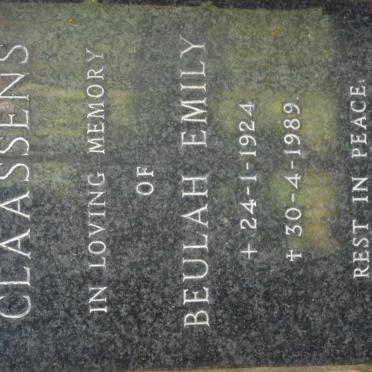 CLAASSENS
IN LOVING MEMORY
OF
BEULAH EMILY
+ 24-1-1924
✝ 30-4-1989
REST IN PEACE.